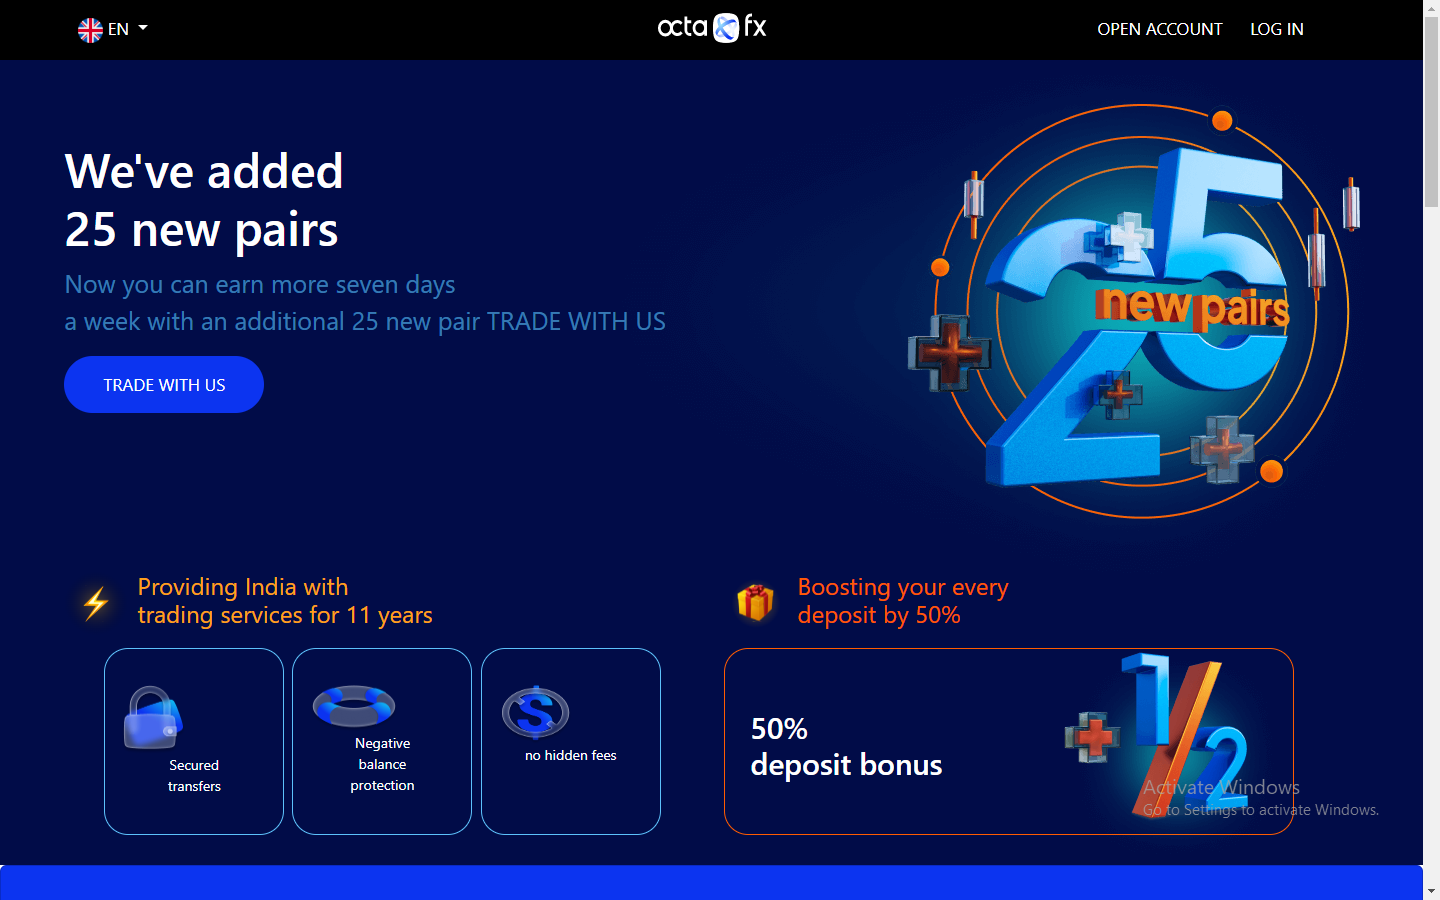 EN
octa fx
OPEN ACCOUNT
LOG IN
We've added
25 new pairs
Now you can earn more seven days
a week with an additional 25 new pair TRADE WITH US
TRADE WITH US
25
new pairs
Providing India with
trading services for 11 years
Secured
transfers
Negative
balance
protection
S
no hidden fees
Boosting your every
deposit by 50%
50%
deposit bonus
1/2
Activate Windows
Go to Settings to activate Windows.